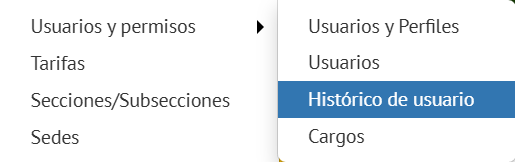 Usuarios y permisos
Tarifas
Secciones/Subsecciones
Sedes
Usuarios y Perfiles
Usuarios
Histórico de usuario
Cargos